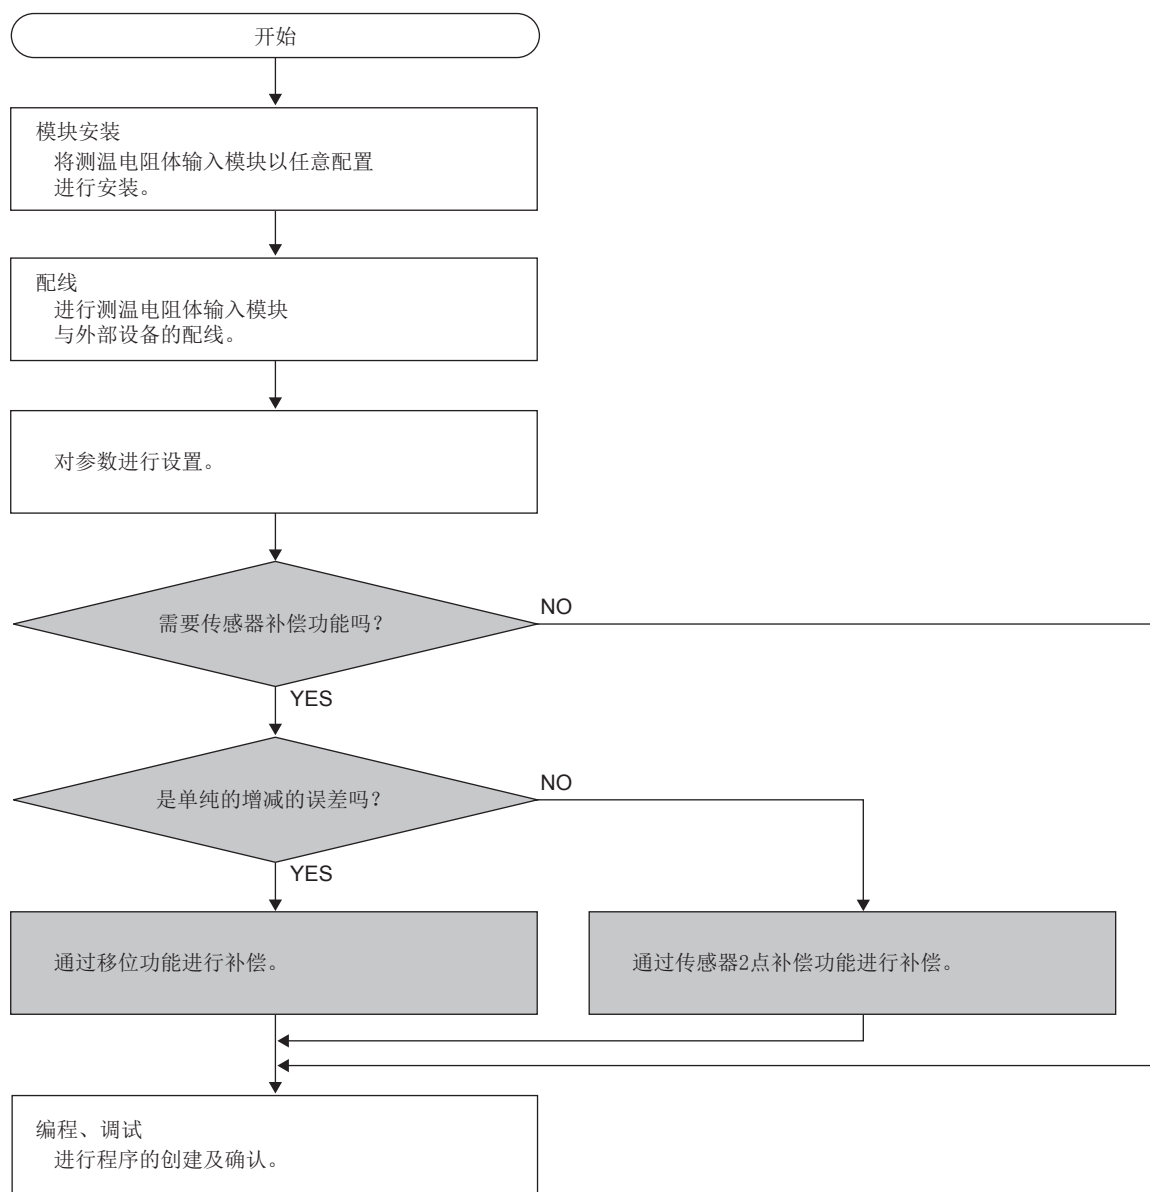 开始
模块安装
将测温电阻体输入模块以任意配置
进行安装。
配线
进行测温电阻体输入模块
与外部设备的配线。
对参数进行设置。
需要传感器补偿功能吗?
NO
YES
是单纯的增减的误差吗?
NO
YES
通过移位功能进行补偿。
通过传感器2点补偿功能进行补偿。
编程、调试
进行程序的创建及确认。